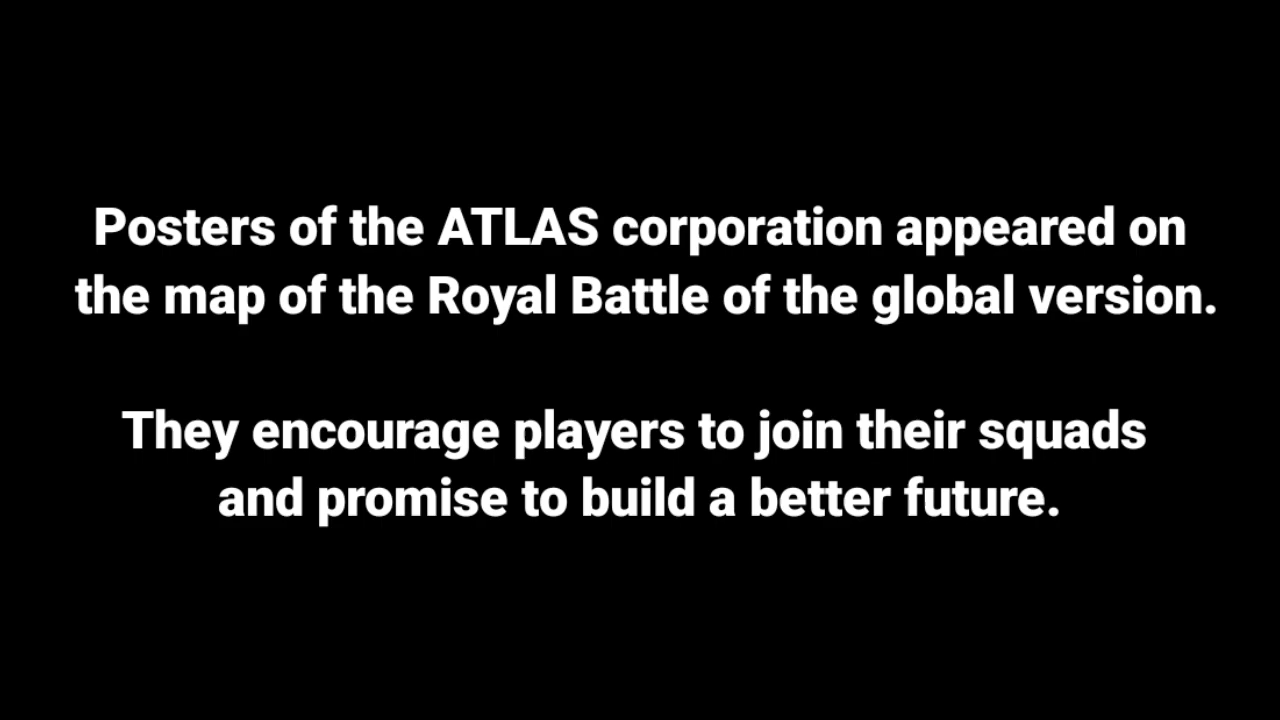 Posters of the ATLAS corporation appeared on
the map of the Royal Battle of the global version.
They encourage players to join their squads
and promise to build a better future.